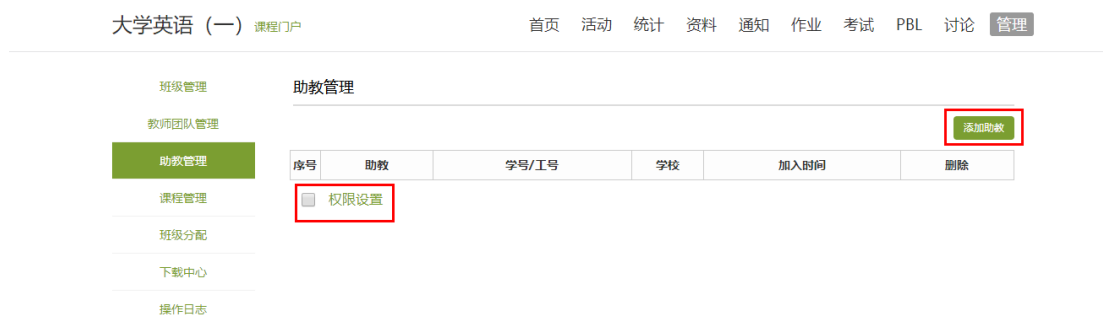 大学英语（一） 课程门户 首页 活动 统计 资料 通知 作业 考试 PBL 讨论 管理
班级管理
教师团队管理
助教管理
课程管理
班级分配
下载中心
操作日志
助教管理
添加助教
序号 助教 学号/工号 学校 加入时间 删除
权限设置